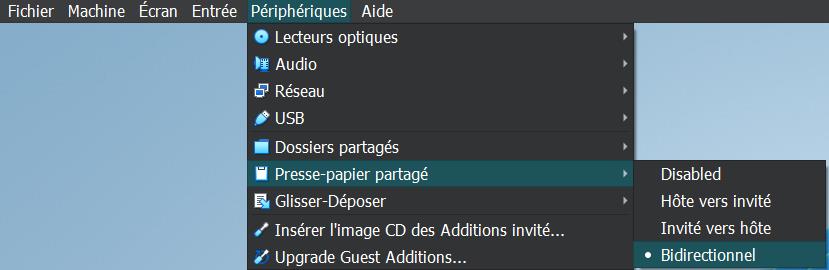 Fichier Machine Écran Entrée Périphériques Aide
Lecteurs optiques
Audio
Réseau
USB
Dossiers partagés
Presse-papier partagé
Glisser-Déposer
Insérer l'image CD des Additions invité...
Upgrade Guest Additions...
Disabled
Hôte vers invité
Invité vers hôte
Bidirectionnel